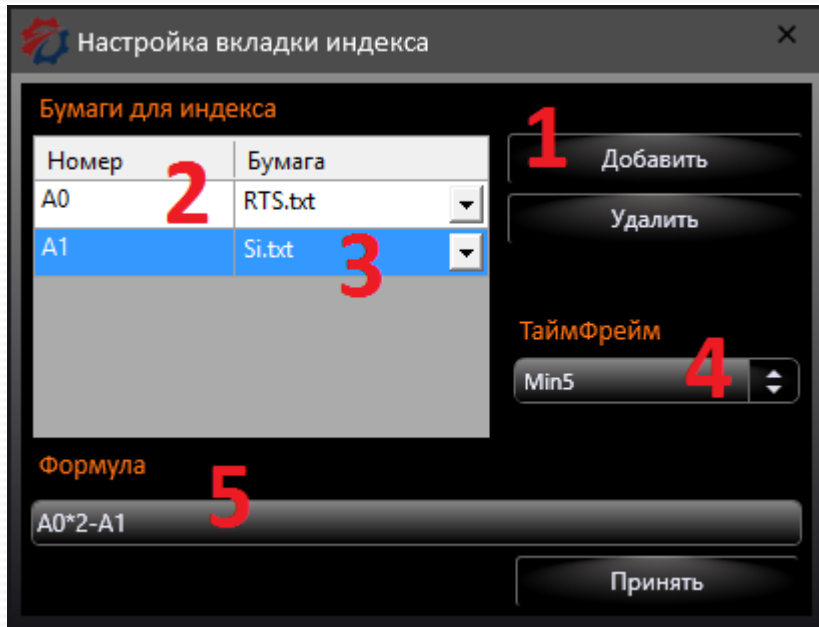 Настройка вкладки индекса
×
Бумаги для индекса
1
Добавить
Номер
Бумага
2
A0
RTS.txt
Удалить
A1
Si.txt
3
ТаймФрейм
4
Min5
Формула
5
A0*2-A1
Принять